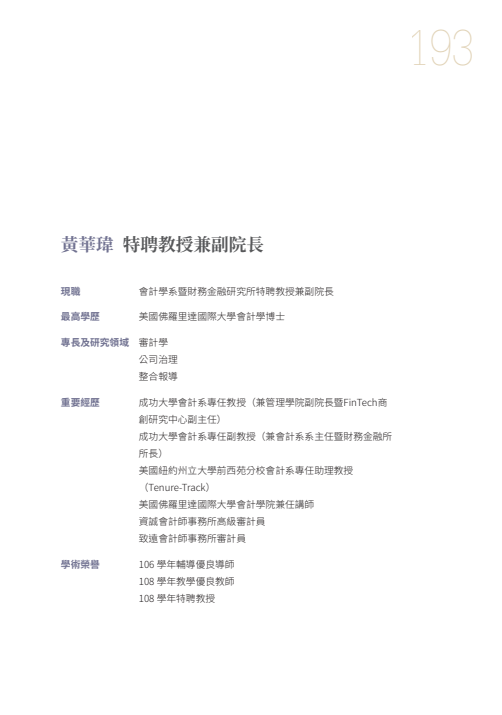 193
黃華瑋 特聘教授兼副院長
現職 會計學系暨財務金融研究所特聘教授兼副院長
最高學歷 美國佛羅里達國際大學會計學博士
專長及研究領域 審計學
公司治理
整合報導
重要經歷 成功大學會計系專任教授（兼管理學院副院長暨FinTech商
創研究中心副主任）
成功大學會計系專任副教授（兼會計系系主任暨財務金融所
所長）
美國紐約州立大學前西苑分校會計系專任助理教授
（Tenure-Track）
美國佛羅里達國際大學會計學院兼任講師
資誠會計師事務所高級審計員
致遠會計師事務所審計員
學術榮譽 106 學年輔導優良導師
108 學年教學優良教師
108 學年特聘教授